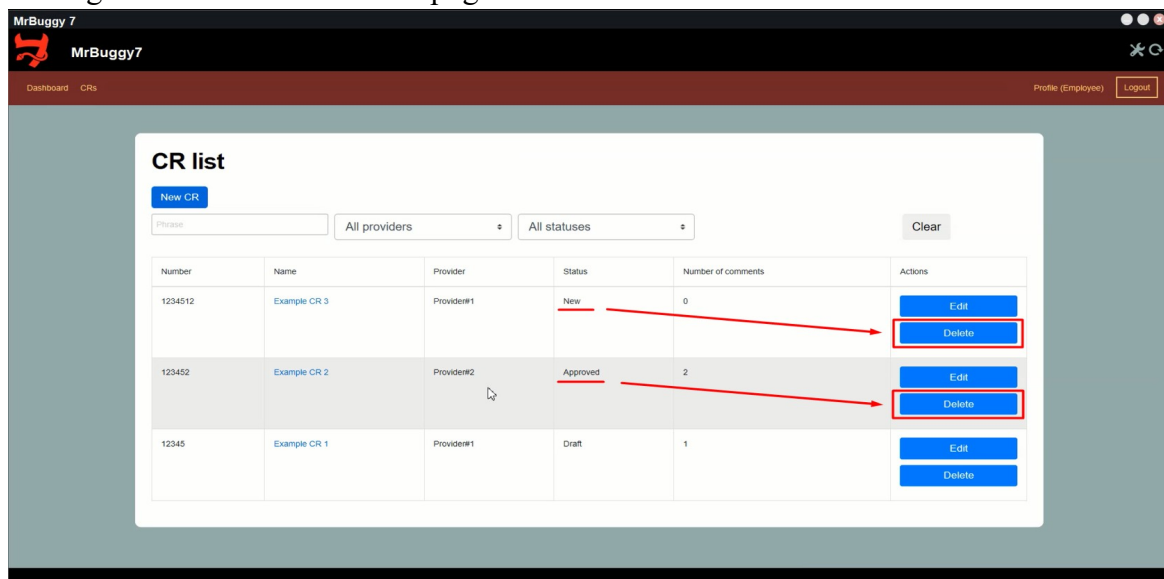 MrBuggy 7
MrBuggy7
Dashboard CRs Profile (Employee) Logout
CR list
New CR
Phrase All providers All statuses Clear
Number Name Provider Status Number of comments Actions
1234512 Example CR 3 Provider#1 New 0 Edit
Delete
123452 Example CR 2 Provider#2 Approved 2 Edit
Delete
12345 Example CR 1 Provider#1 Draft 1 Edit
Delete